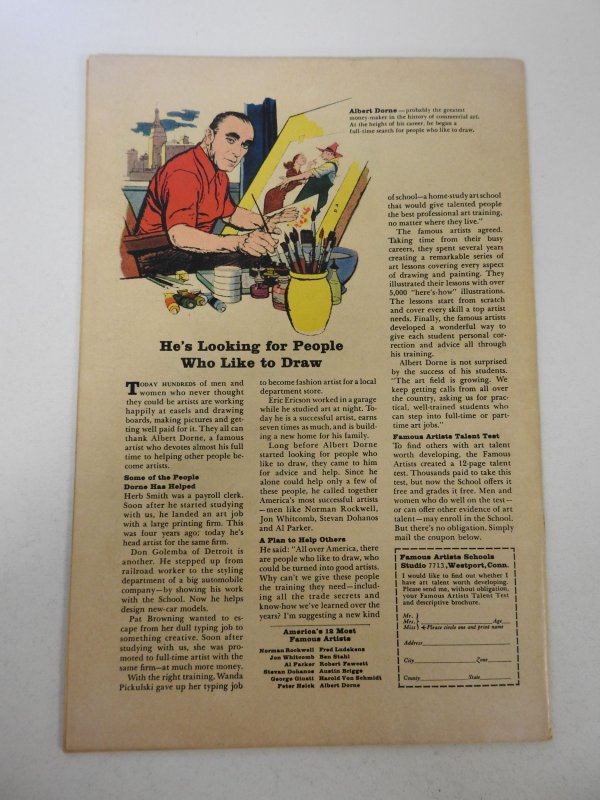 Albert Dorne—probably the greatest
money-maker in the history of commercial art.
At the height of his career, he began a
full-time search for people who like to draw.
He's Looking for People
Who Like to Draw
TODAY HUNDREDS of men and
women who never thought
they could be artists are working
happily at easels and drawing
boards, making pictures and get-
ting well paid for it. They all can
thank Albert Dorne, a famous
artist who devotes almost his full
time to helping other people be-
come artists.
Some of the People
Dorne Has Helped
Herb Smith was a payroll clerk.
Soon after he started studying
with us, he landed an art job
with a large printing firm. This
was four years ago; today he's
head artist for the same firm.
Don Golemba of Detroit is
another. He stepped up from
railroad worker to the styling
department of a big automobile
company—by showing his work
with the School. Now he helps
design new-car models.
Pat Browning wanted to es-
cape from her dull typing job to
something creative. Soon after
studying with us, she was pro-
moted to full-time artist with the
same firm—at much more money.
With the right training, Wanda
Pickulski gave up her typing job
to become fashion artist for a local
department store.
Eric Ericson worked in a garage
while he studied art at night. To-
day he is a successful artist, earns
seven times as much, and is build-
ing a new home for his family.
Long before Albert Dorne
started looking for people who
like to draw, they came to him
for advice and help. Since he
alone could help only a few of
these people, he called together
America's most successful artists
—men like Norman Rockwell,
Jon Whitcomb, Stevan Dohanos
and Al Parker.
A Plan to Help Others
He said: "All over America, there
are people who like to draw, who
could be turned into good artists.
Why can't we give these people
the training they need—includ-
ing all the trade secrets and
know-how we've learned over the
years? I'm suggesting a new kind
America's 12 Most
Famous Artists
Norman Rockwell Fred Ludekens
Jon Whitcomb Ben Stahl
Al Parker Robert Fawcett
Stevan Dohanos Austin Briggs
George Giusti Harold Von Schmidt
Peter Helck Albert Dorne
of school—a home-study art school
that would give talented people
the best professional art training,
no matter where they live."
The famous artists agreed.
Taking time from their busy
careers, they spent several years
creating a remarkable series of
art lessons covering every aspect
of drawing and painting. They
illustrated their lessons with over
5,000 "here's-how" illustrations.
The lessons start from scratch
and cover every skill a top artist
needs. Finally, the famous artists
developed a wonderful way to
give each student personal cor-
rection and advice all through
his training.
Albert Dorne is not surprised
by the success of his students.
"The art field is growing. We
keep getting calls from all over
the country, asking us for prac-
tical, well-trained students who
can step into full-time or part-
time art jobs."
Famous Artists Talent Test
To find others with art talent
worth developing, the Famous
Artists created a 12-page talent
test. Thousands paid to take this
test, but now the School offers it
free and grades it free. Men and
women who do well on the test—
or can offer other evidence of art
talent—may enroll in the School.
But there's no obligation. Simply
mail the coupon below.
Famous Artists Schools
Studio 7713, Westport, Conn.
I would like to find out whether I
have art talent worth developing.
Please send me, without obligation,
your Famous Artists Talent Test
and descriptive brochure.
Mr.
Mrs. Age
Miss Please circle one and print name
Address
City Zone
County State